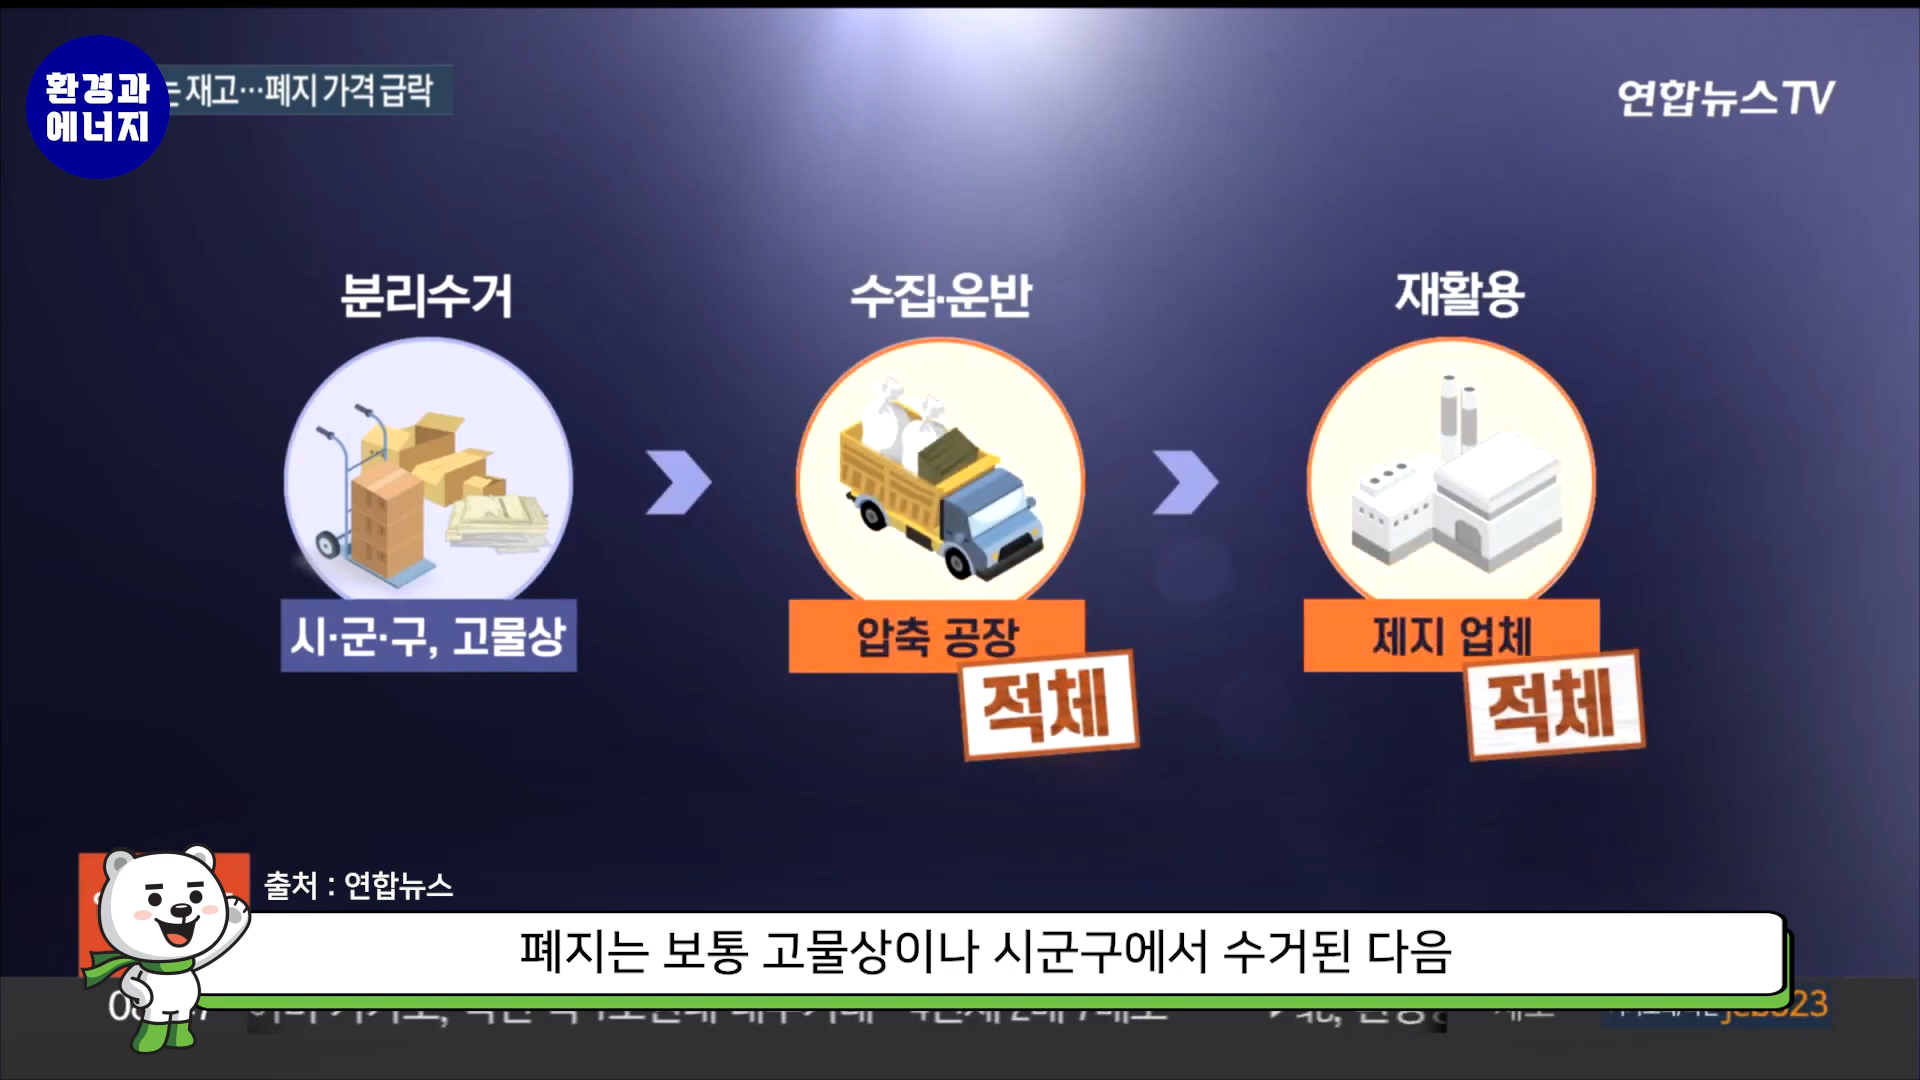 환경과
에너지
는 재고…폐지 가격 급락
연합뉴스TV
분리수거
수집·운반
재활용
시·군·구, 고물상
압축 공장
제지 업체
적체
적체
출처 : 연합뉴스
폐지는 보통 고물상이나 시군구에서 수거된 다음